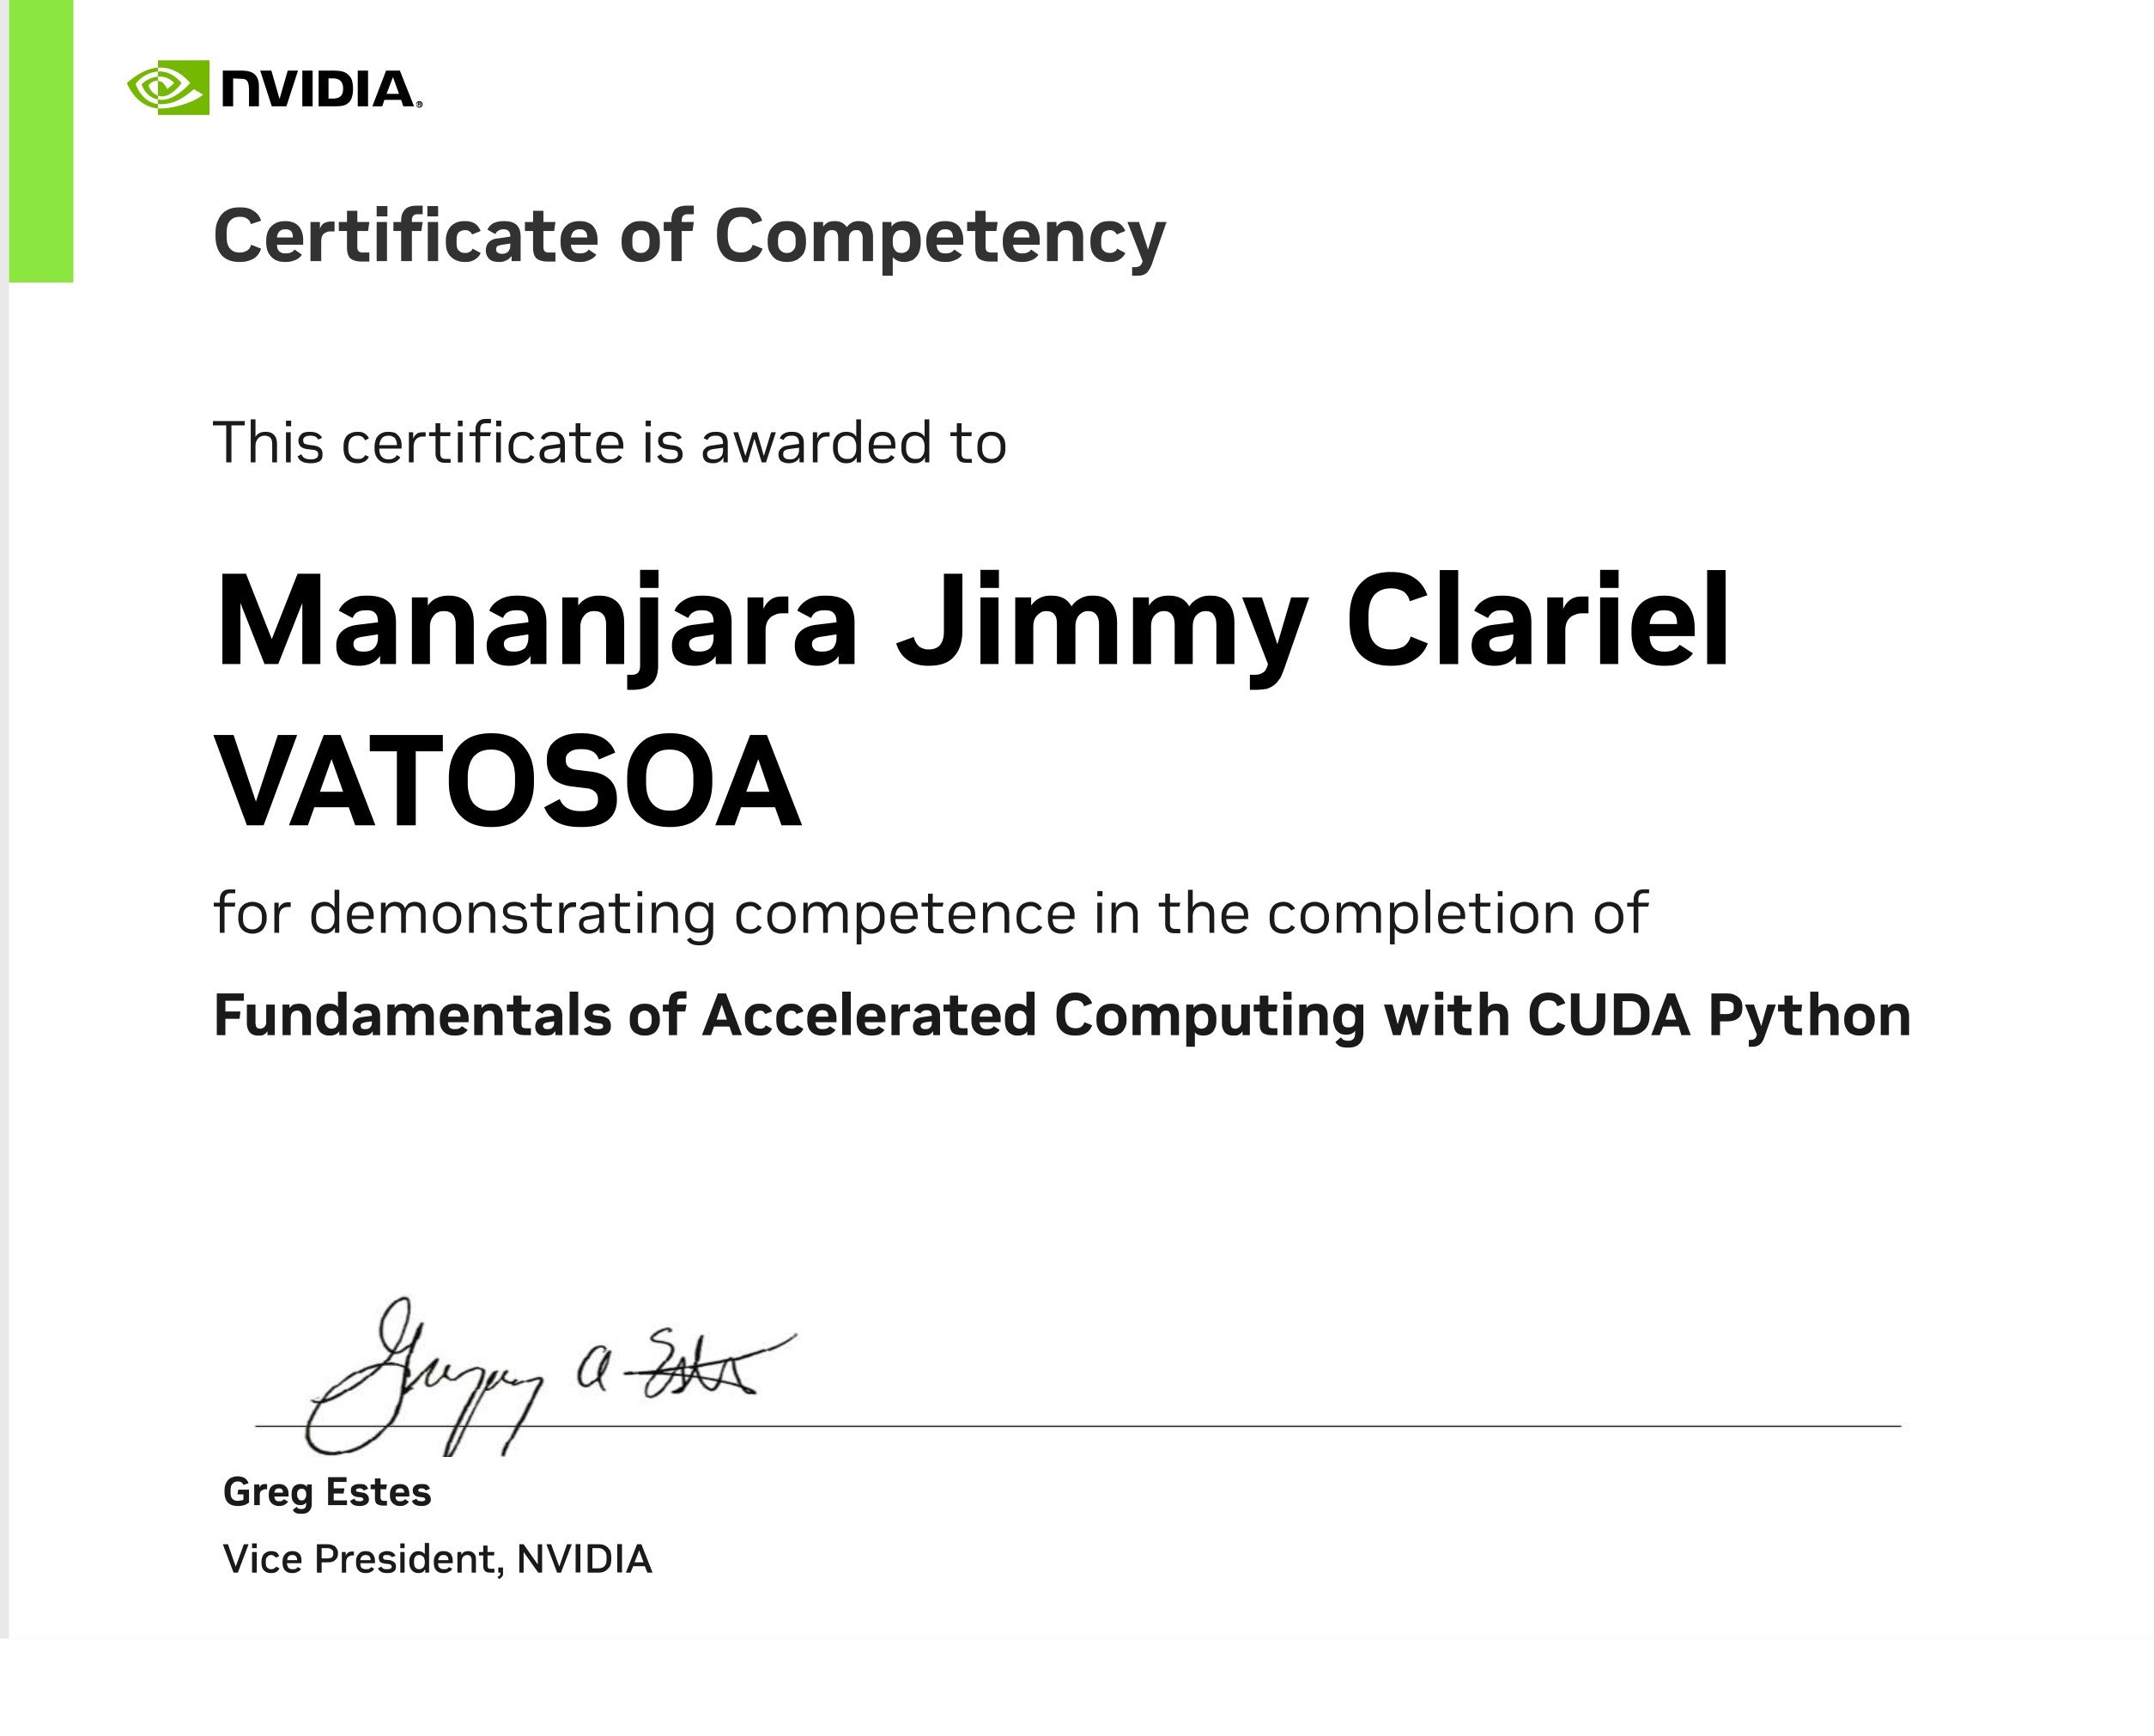 NVIDIA®
Certificate of Competency
This certificate is awarded to
Mananjara Jimmy Clariel
VATOSOA
for demonstrating competence in the completion of
Fundamentals of Accelerated Computing with CUDA Python
Gregory A Estes
Greg Estes
Vice President, NVIDIA